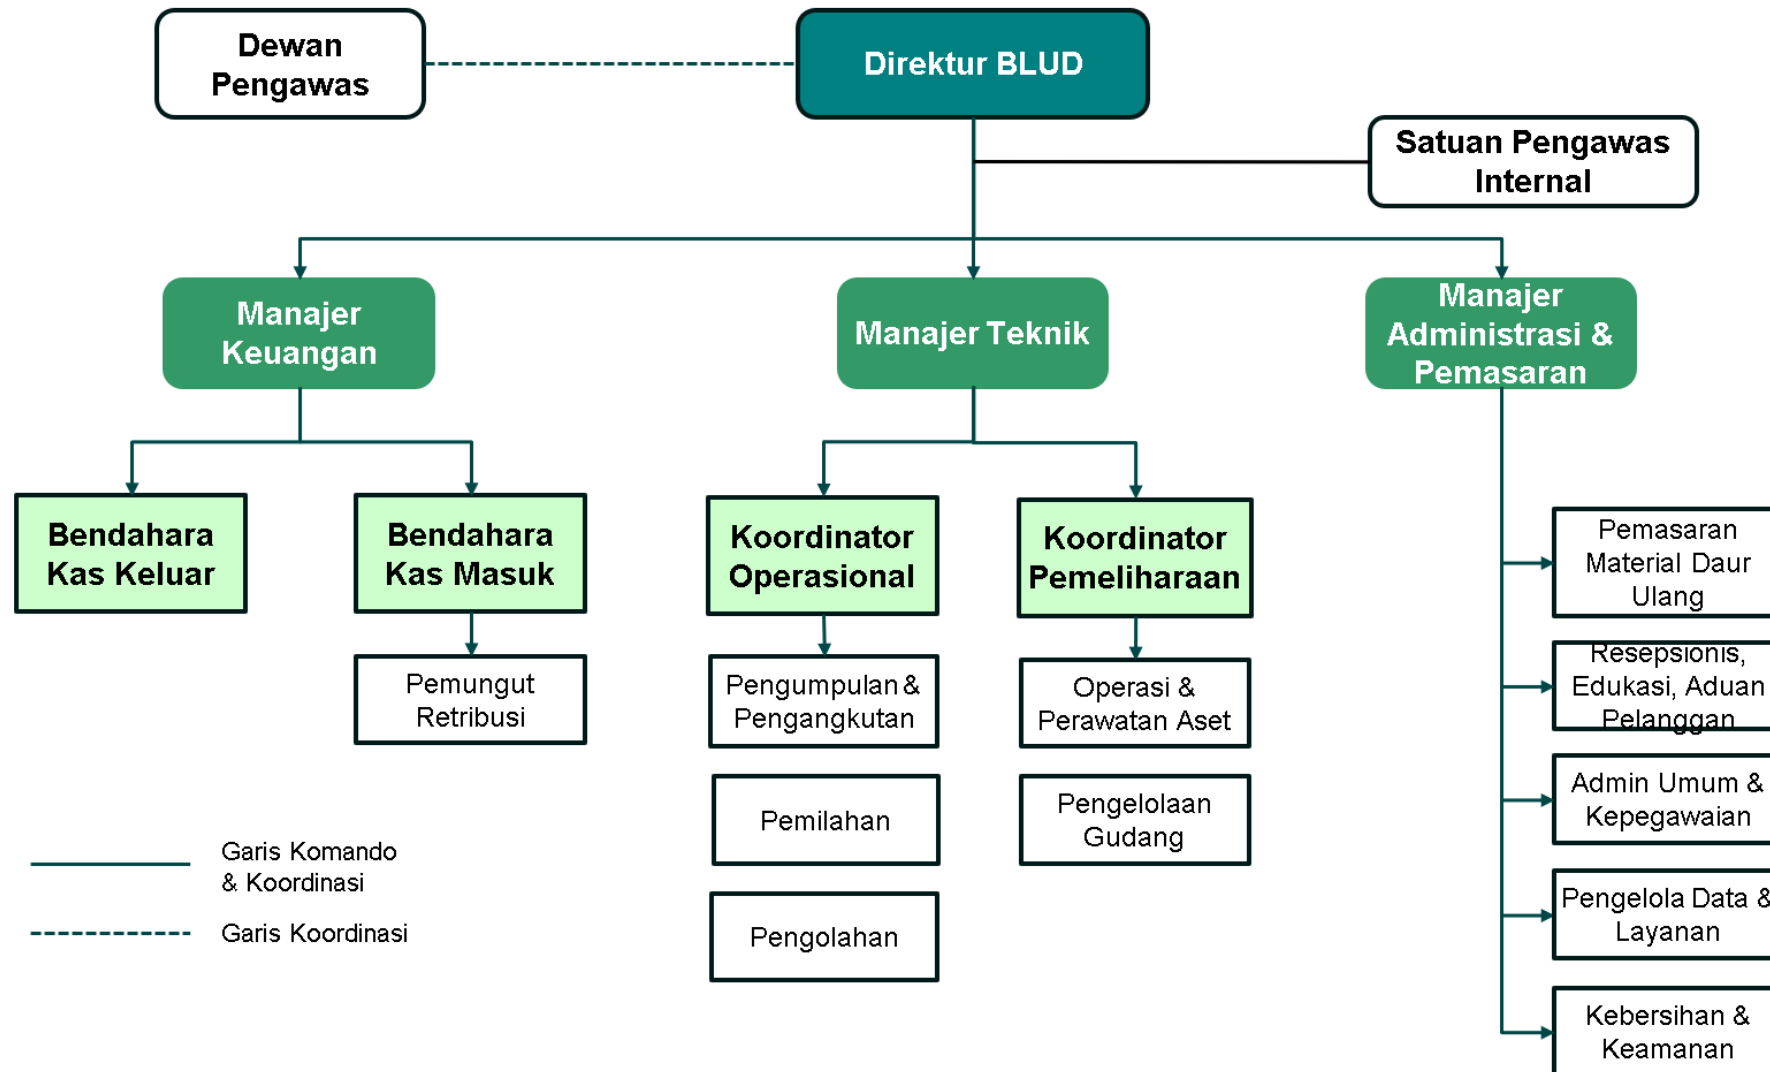 Dewan
Pengawas
Direktur BLUD
Satuan Pengawas
Internal
Manajer
Keuangan
Manajer Teknik
Manajer
Administrasi &
Pemasaran
Bendahara
Kas Keluar
Bendahara
Kas Masuk
Koordinator
Operasional
Koordinator
Pemeliharaan
Pemasaran
Material Daur
Ulang
Pemungut
Retribusi
Pengumpulan &
Pengangkutan
Operasi &
Perawatan Aset
Resepsionis,
Edukasi, Aduan
Pelanggan
Pemilahan
Pengelolaan
Gudang
Admin Umum &
Kepegawaian
Garis Komando
& Koordinasi
Garis Koordinasi
Pengolahan
Pengelola Data &
Layanan
Kebersihan &
Keamanan